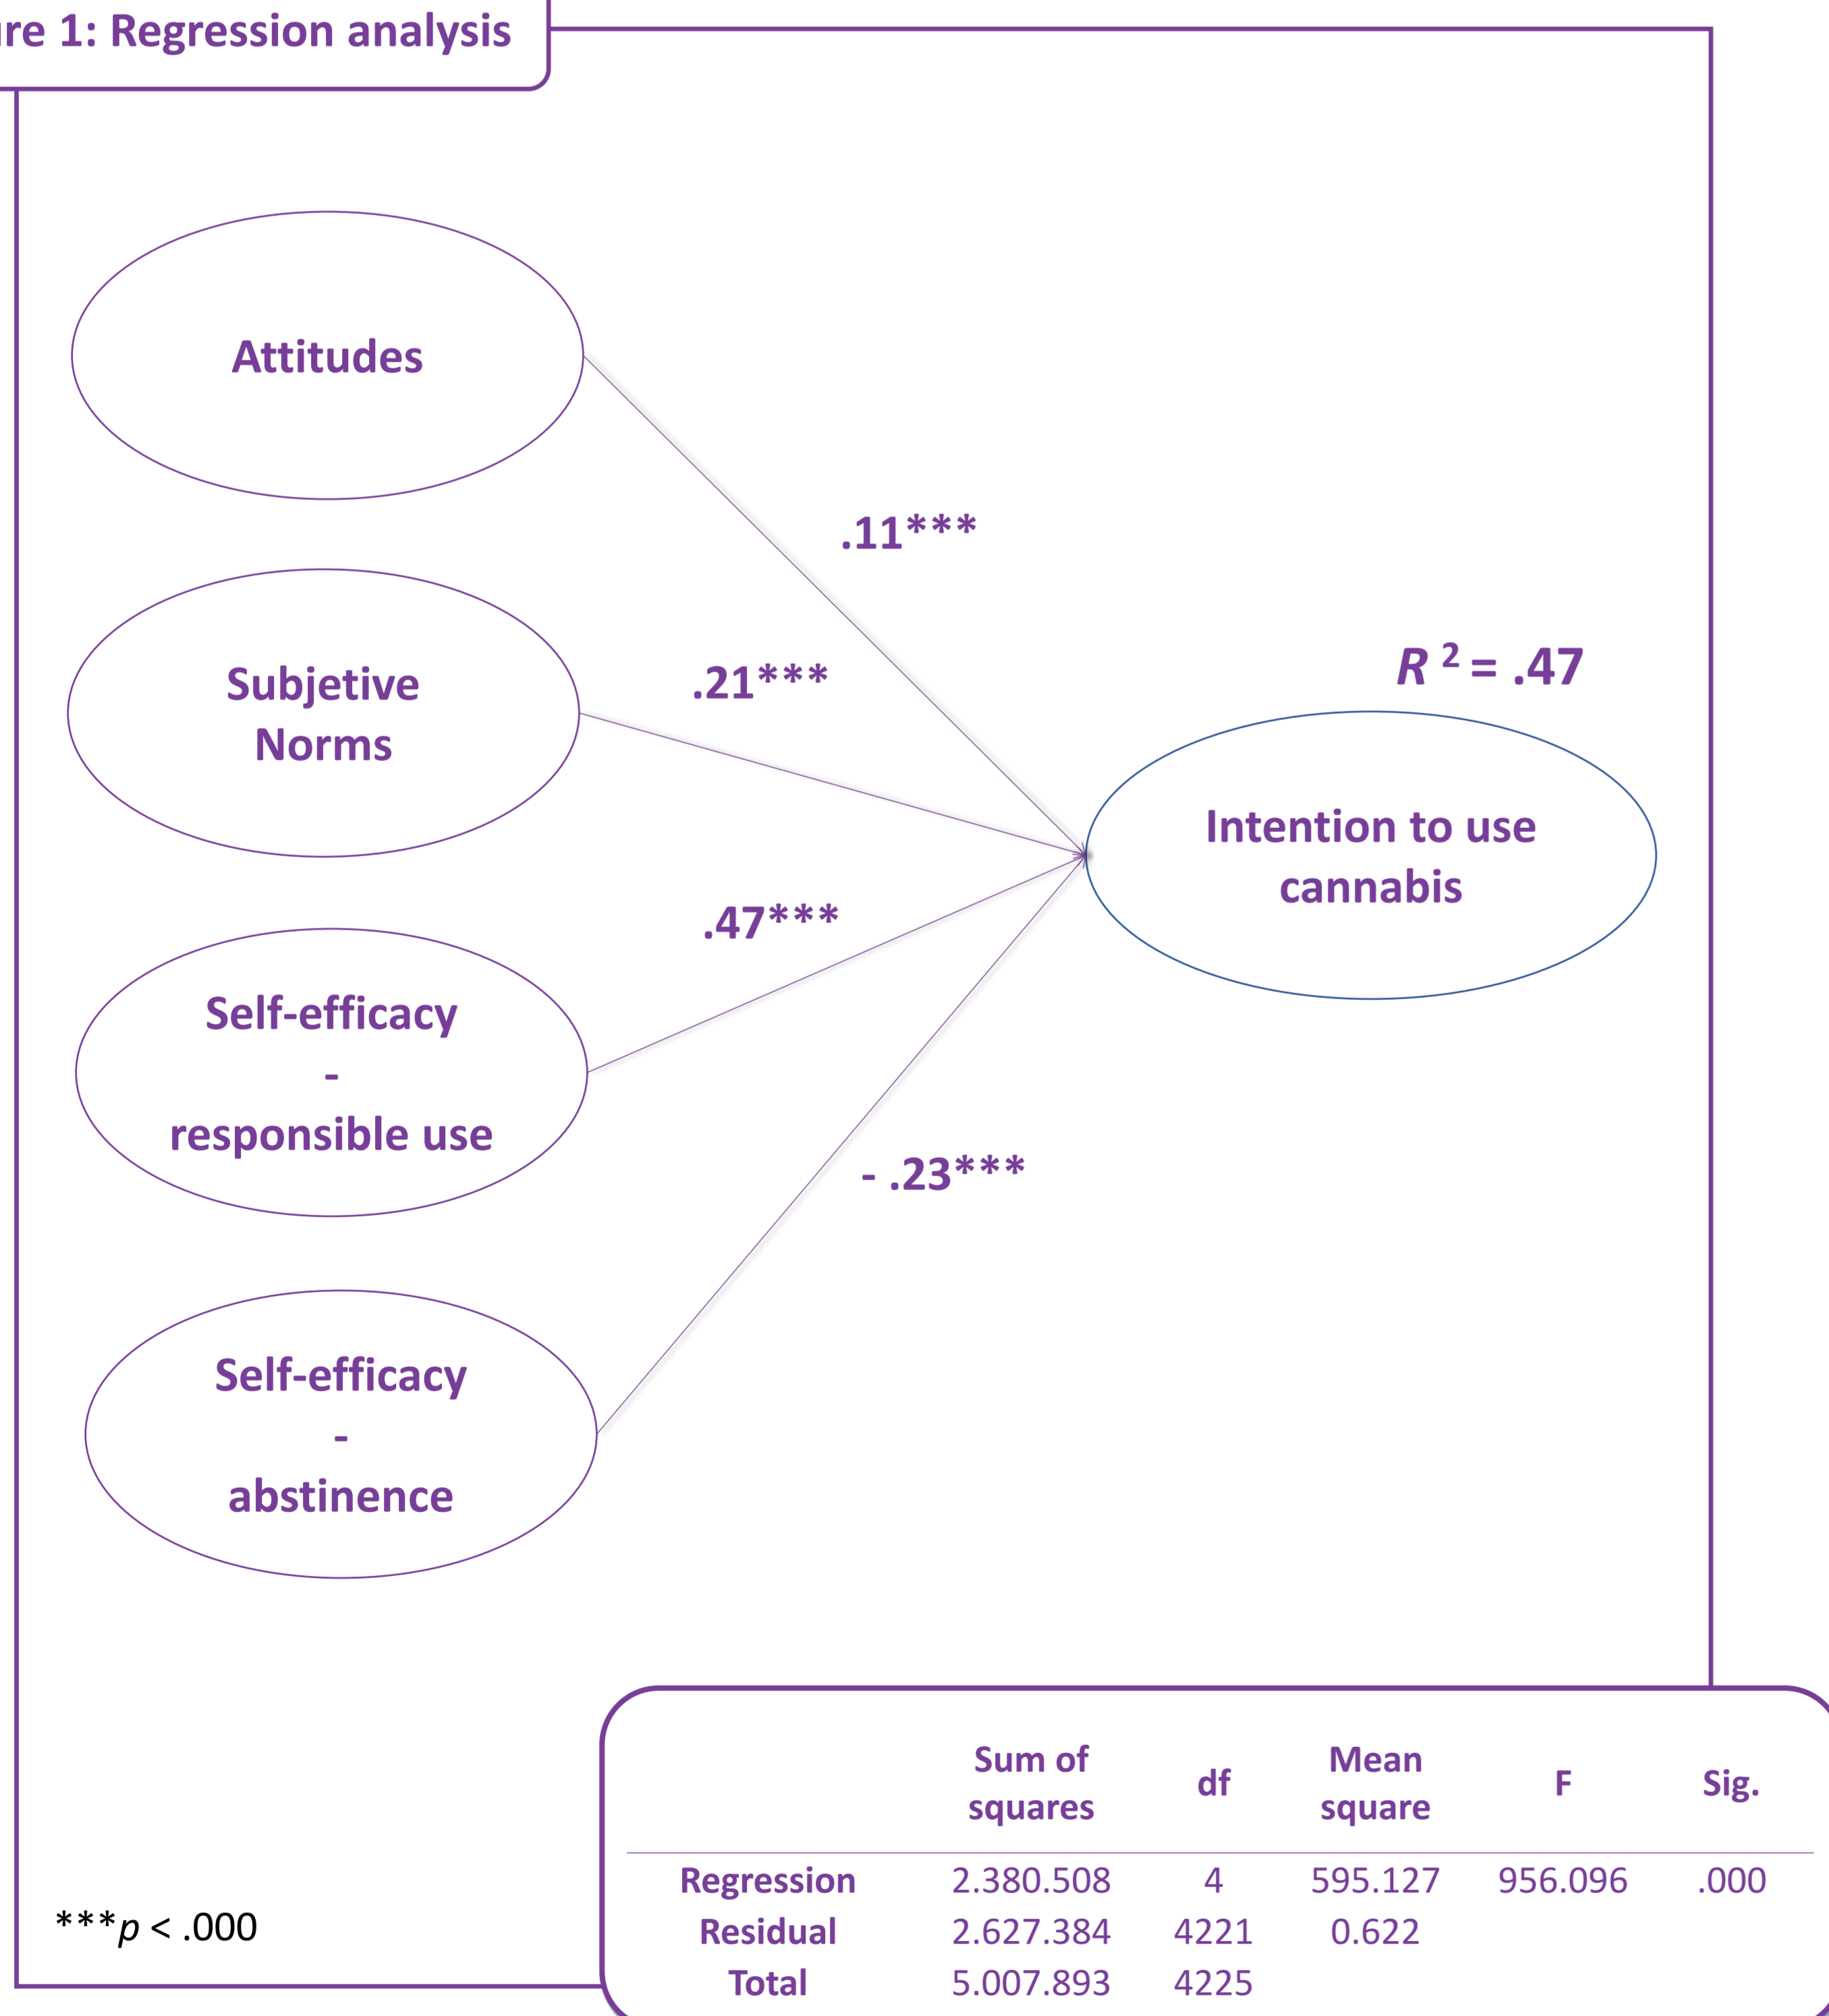 re 1: Regression analysis
Attitudes
.11***
Subjetive
Norms
.21***
R 2 = .47
Intention to use
cannabis
.47***
Self-efficacy
-
responsible use
- .23***
Self-efficacy
-
abstinence
***p < .000
Sum of squares df Mean square F Sig.
Regression 2.380.508 4 595.127 956.096 .000
Residual 2.627.384 4221 0.622
Total 5.007.893 4225